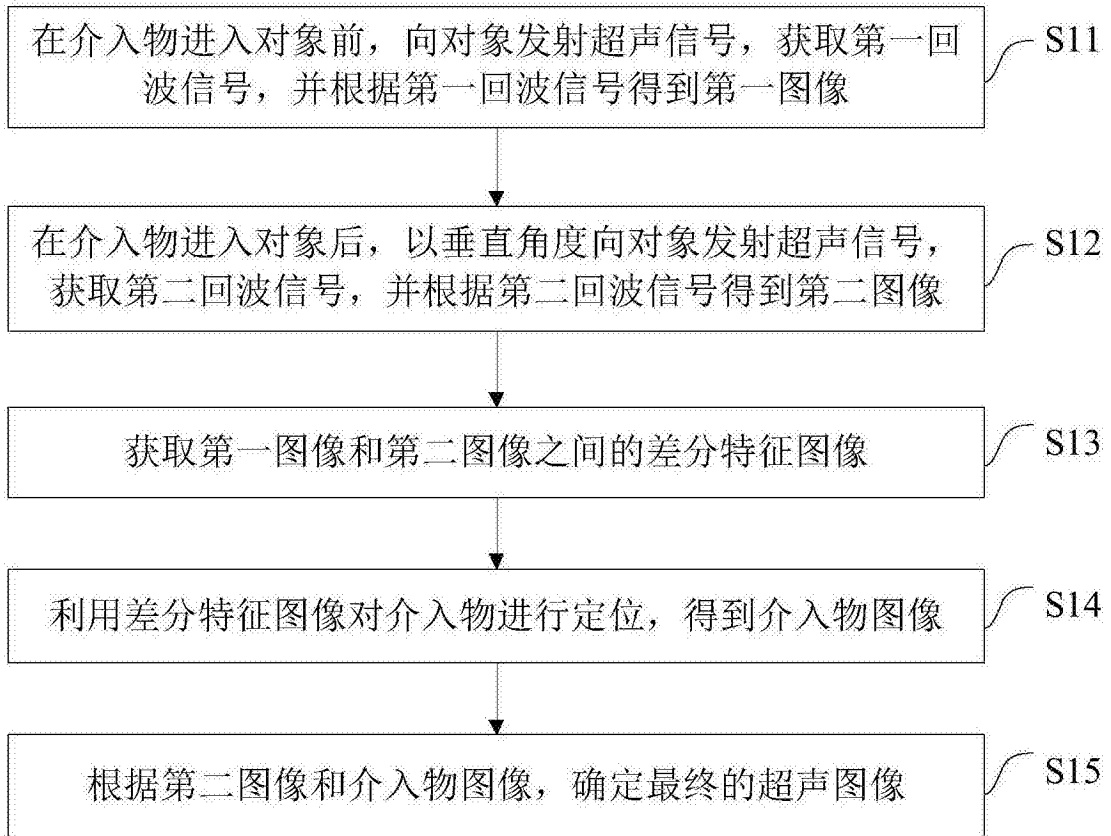 在介入物进入对象前，向对象发射超声信号，获取第一回
波信号，并根据第一回波信号得到第一图像
S11
在介入物进入对象后，以垂直角度向对象发射超声信号，
获取第二回波信号，并根据第二回波信号得到第二图像
S12
获取第一图像和第二图像之间的差分特征图像
S13
利用差分特征图像对介入物进行定位，得到介入物图像
S14
根据第二图像和介入物图像，确定最终的超声图像
S15